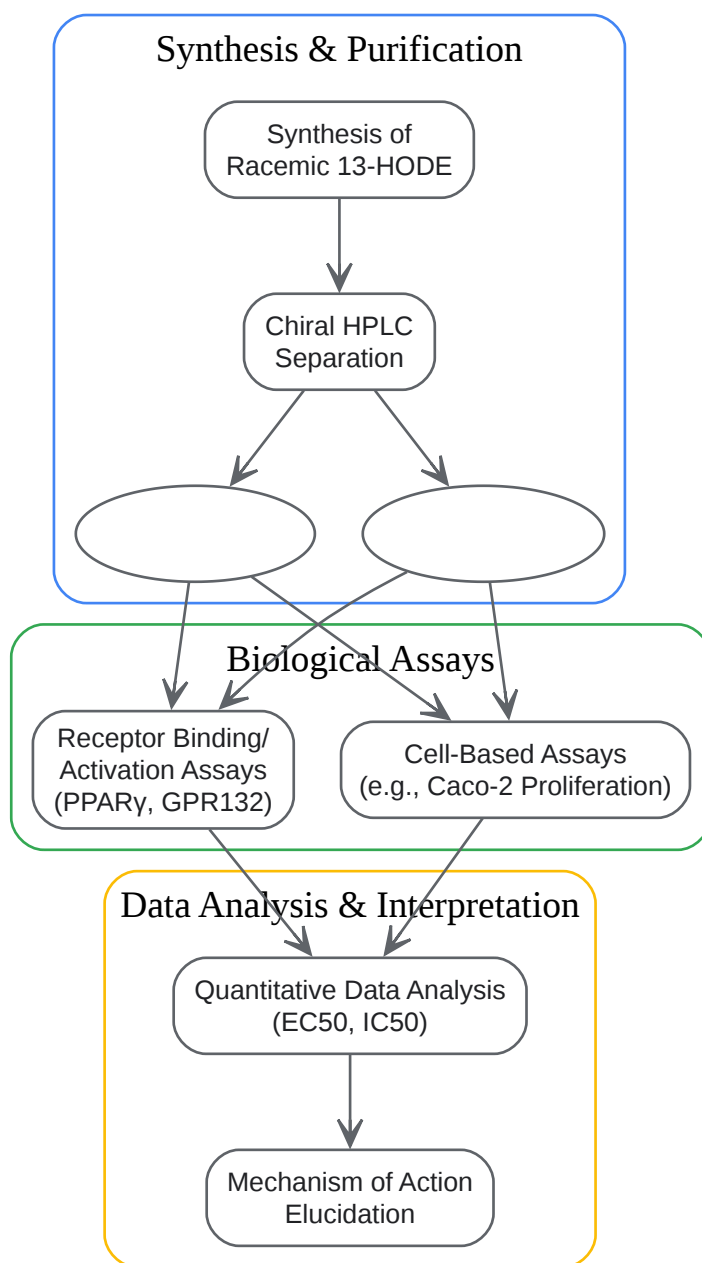 Synthesis & Purification
Synthesis of
Racemic 13-HODE
Chiral HPLC
Separation
Biological Assays
Receptor Binding/
Activation Assays
(PPARγ, GPR132)
Cell-Based Assays
(e.g., Caco-2 Proliferation)
Data Analysis & Interpretation
Quantitative Data Analysis
(EC50, IC50)
Mechanism of Action
Elucidation